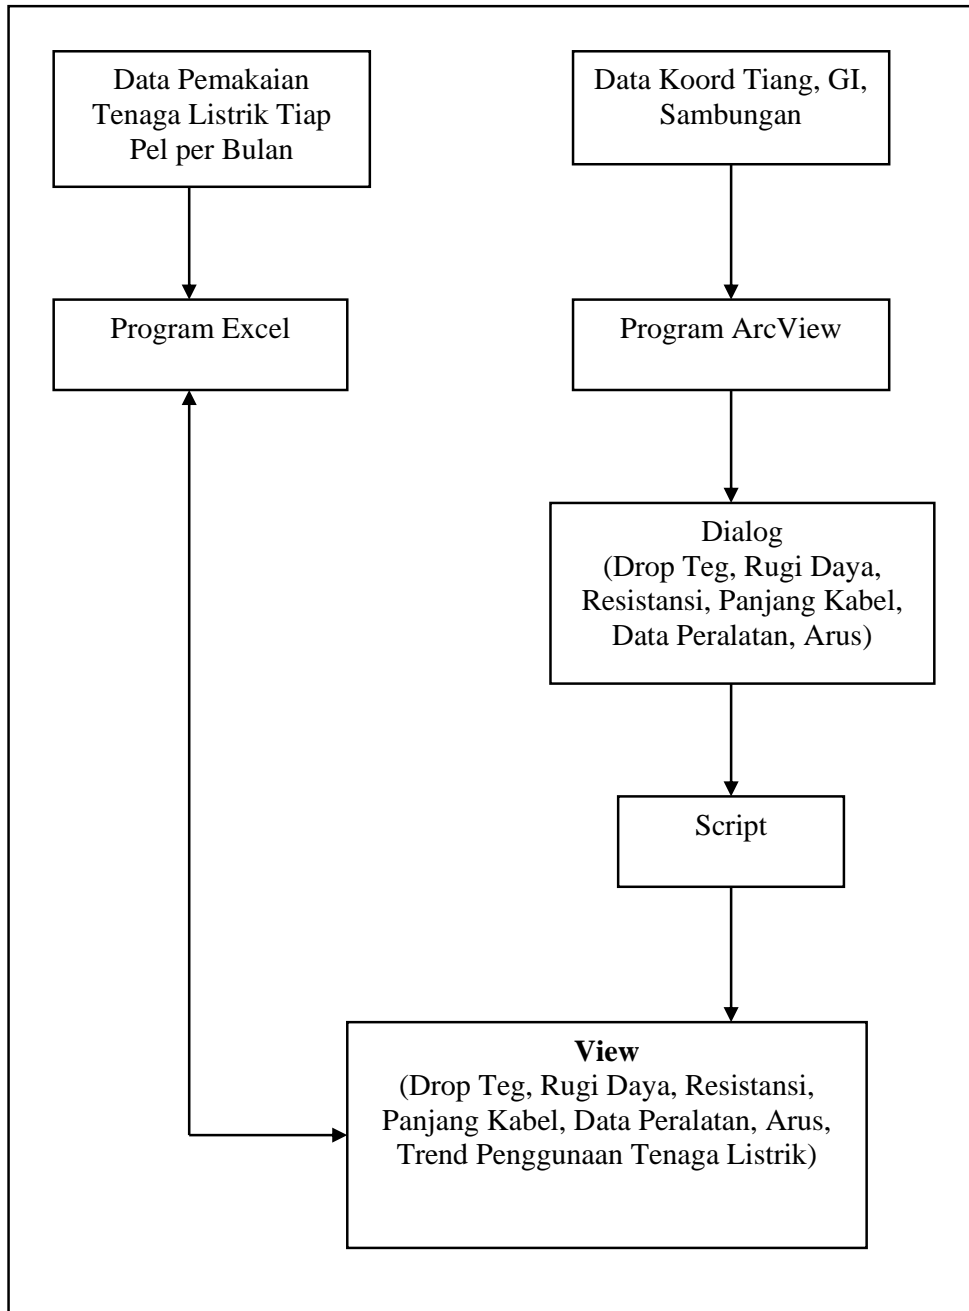 Data Pemakaian
Tenaga Listrik Tiap
Pel per Bulan
Data Koord Tiang, GI,
Sambungan
Program Excel
Program ArcView
Dialog
(Drop Teg, Rugi Daya,
Resistansi, Panjang Kabel,
Data Peralatan, Arus)
Script
View
(Drop Teg, Rugi Daya, Resistansi,
Panjang Kabel, Data Peralatan, Arus,
Trend Penggunaan Tenaga Listrik)